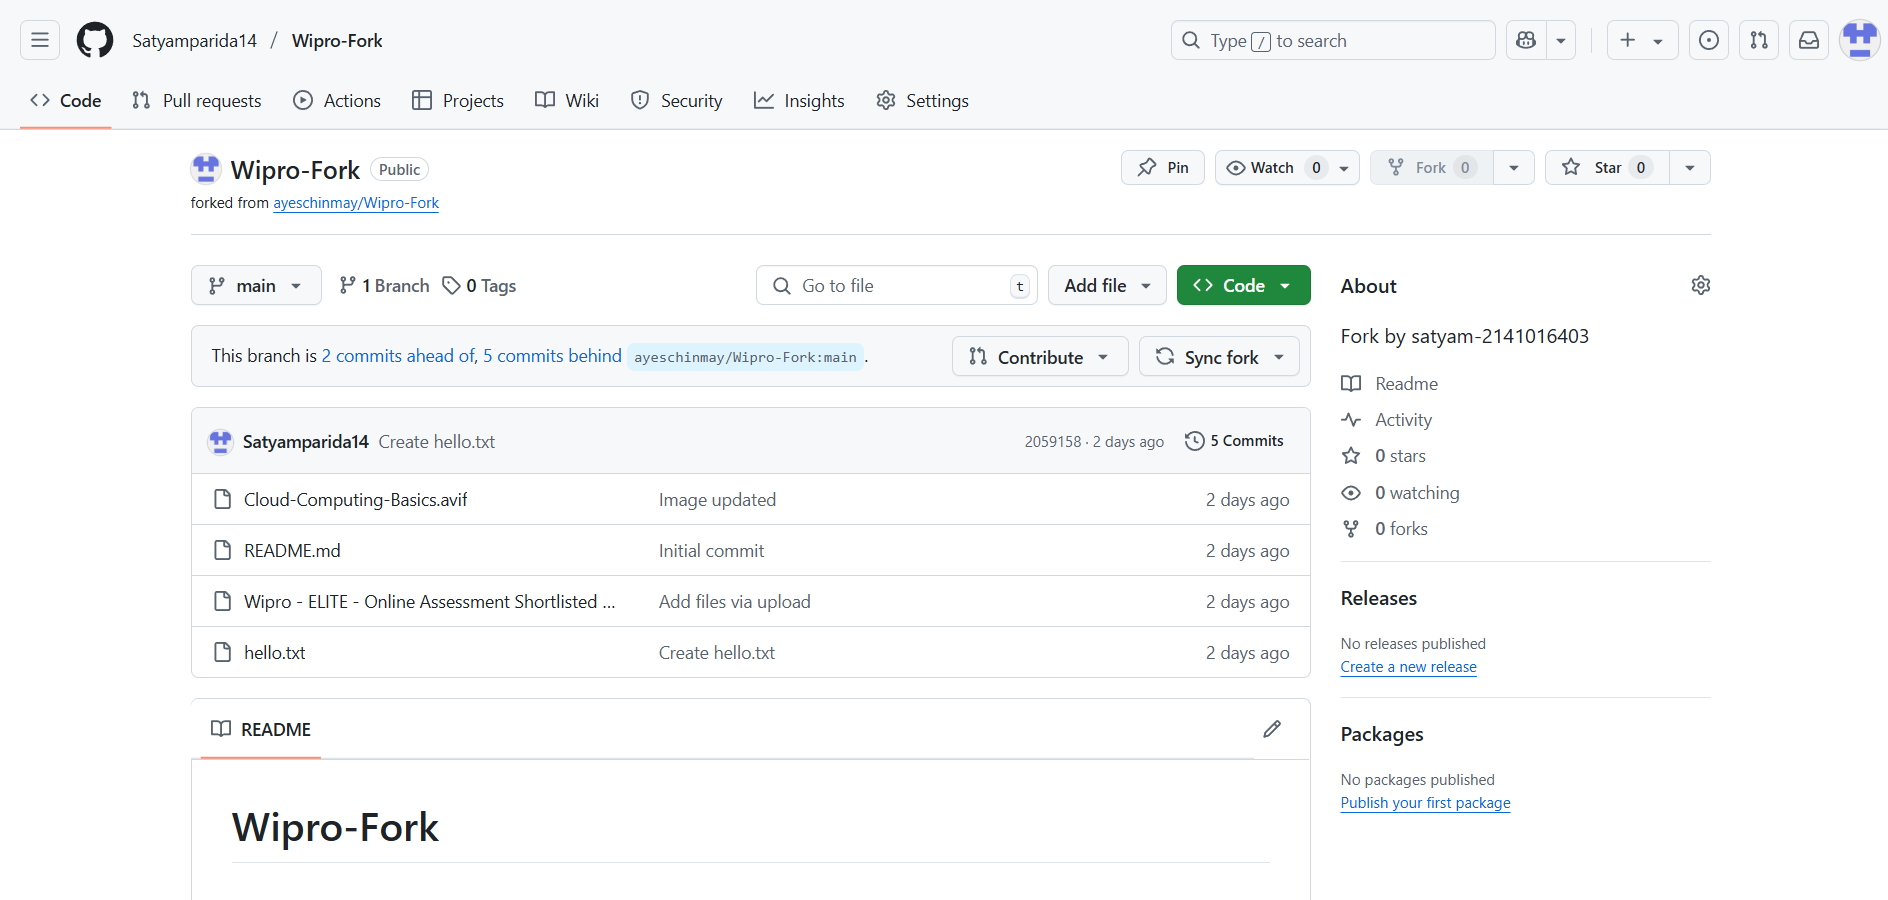 Satyamparida14 / Wipro-Fork
Type / to search
Code
Pull requests
Actions
Projects
Wiki
Security
Insights
Settings
Wipro-Fork Public
Pin
Watch 0
Fork 0
Star 0
forked from ayeschinmay/Wipro-Fork
main
1 Branch
0 Tags
Go to file t
Add file
Code
This branch is 2 commits ahead of, 5 commits behind ayeschinmay/Wipro-Fork:main .
Contribute
Sync fork
Satyamparida14 Create hello.txt 2059158 · 2 days ago 5 Commits
Cloud-Computing-Basics.avif Image updated 2 days ago
README.md Initial commit 2 days ago
Wipro - ELITE - Online Assessment Shortlisted ... Add files via upload 2 days ago
hello.txt Create hello.txt 2 days ago
README
Wipro-Fork
About
Fork by satyam-2141016403
Readme
Activity
0 stars
0 watching
0 forks
Releases
No releases published
Create a new release
Packages
No packages published
Publish your first package